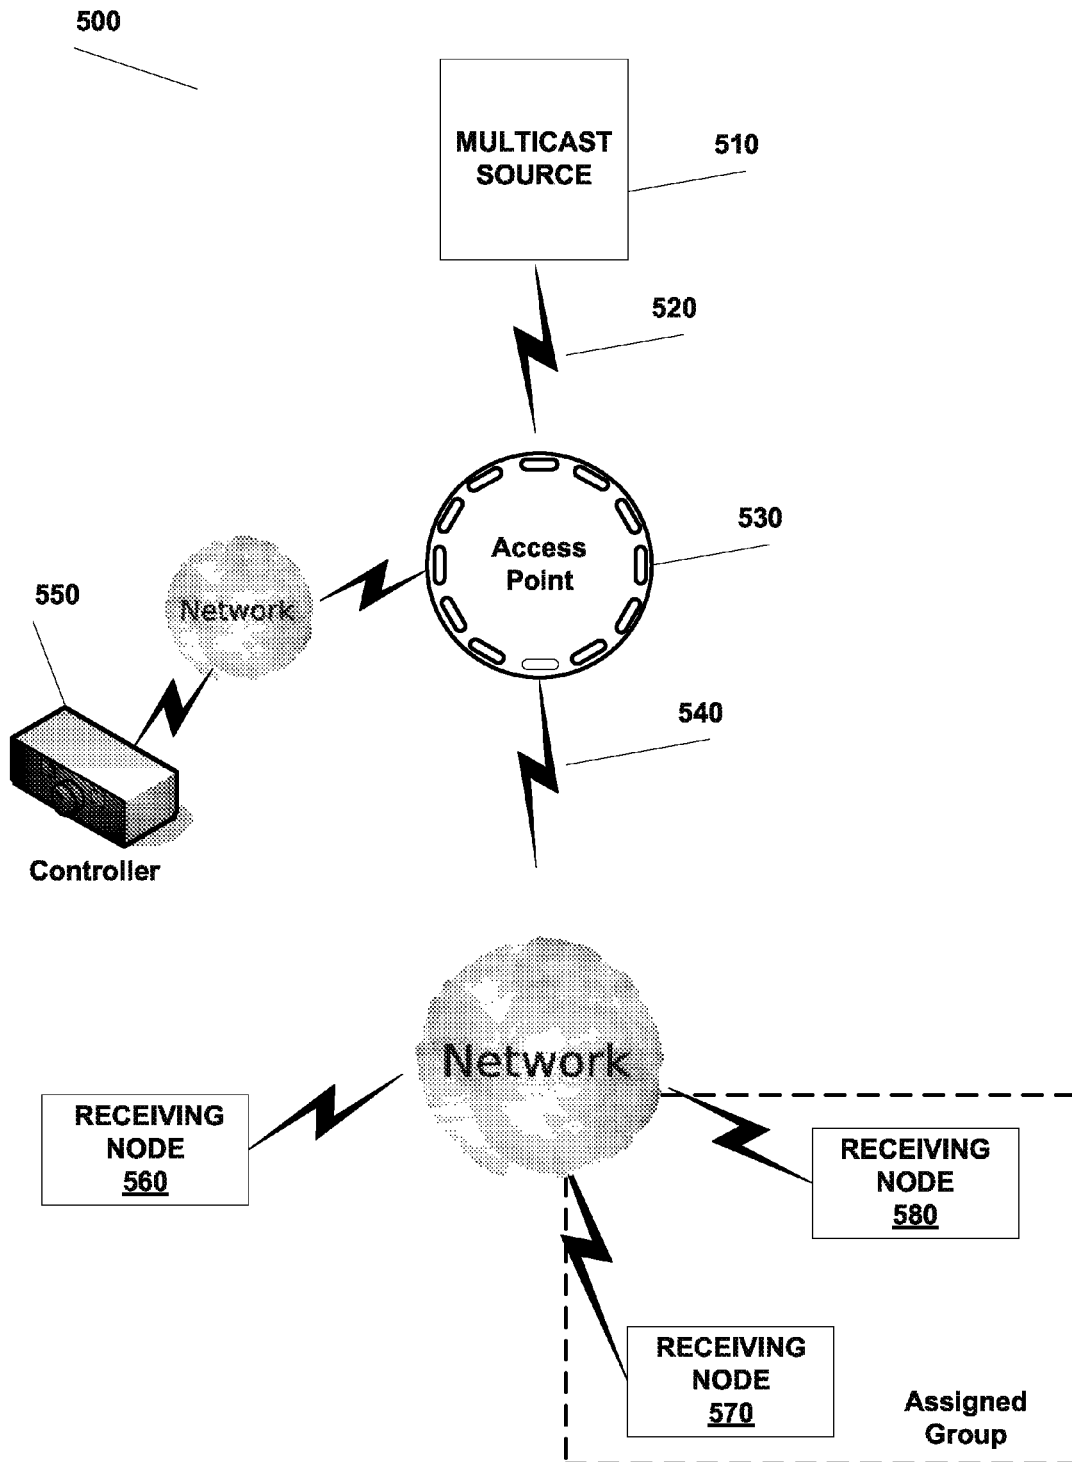 500
MULTICAST
SOURCE
510
520
Access
Point
530
Network
550
540
Controller
Network
RECEIVING
NODE
560
RECEIVING
NODE
580
RECEIVING
NODE
570
Assigned
Group